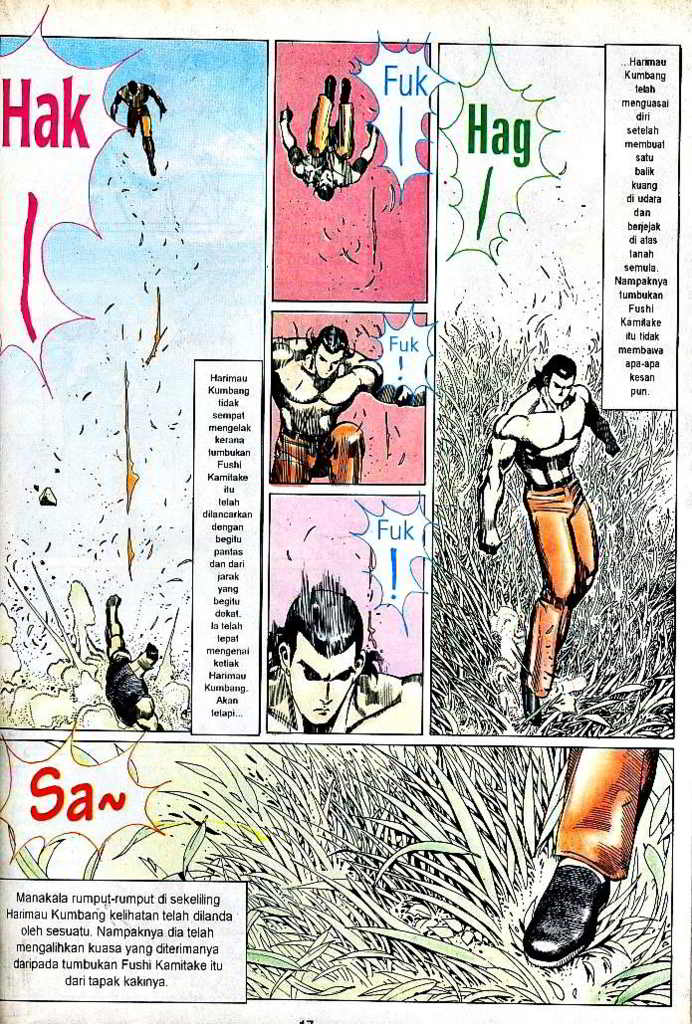 Hak
!
Harimau
Kumbang
tidak
sempat
mengelak
kerana
tumbukan
Fushi
Kamitake
itu
telah
dilancarkan
dengan
begitu
pantas
dan dari
jarak
yang
begitu
dekat.
Ia telah
tepat
mengenai
ketiak
Harimau
Kumbang.
Akan
tetapi...
Fuk
!
Fuk
!
Fuk
!
Hag
!
...Harimau
Kumbang
telah
menguasai
diri
setelah
membuat
satu
balik
kuang
di udara
dan
berjejak
di atas
tanah
semula.
Nampaknya
tumbukan
Fushi
Kamitake
itu tidak
membawa
apa-apa
kesan
pun.
Sa~
Manakala rumput-rumput di sekeliling
Harimau Kumbang kelihatan telah dilanda
oleh sesuatu. Nampaknya dia telah
mengalihkan kuasa yang diterimanya
daripada tumbukan Fushi Kamitake itu
dari tapak kakinya.